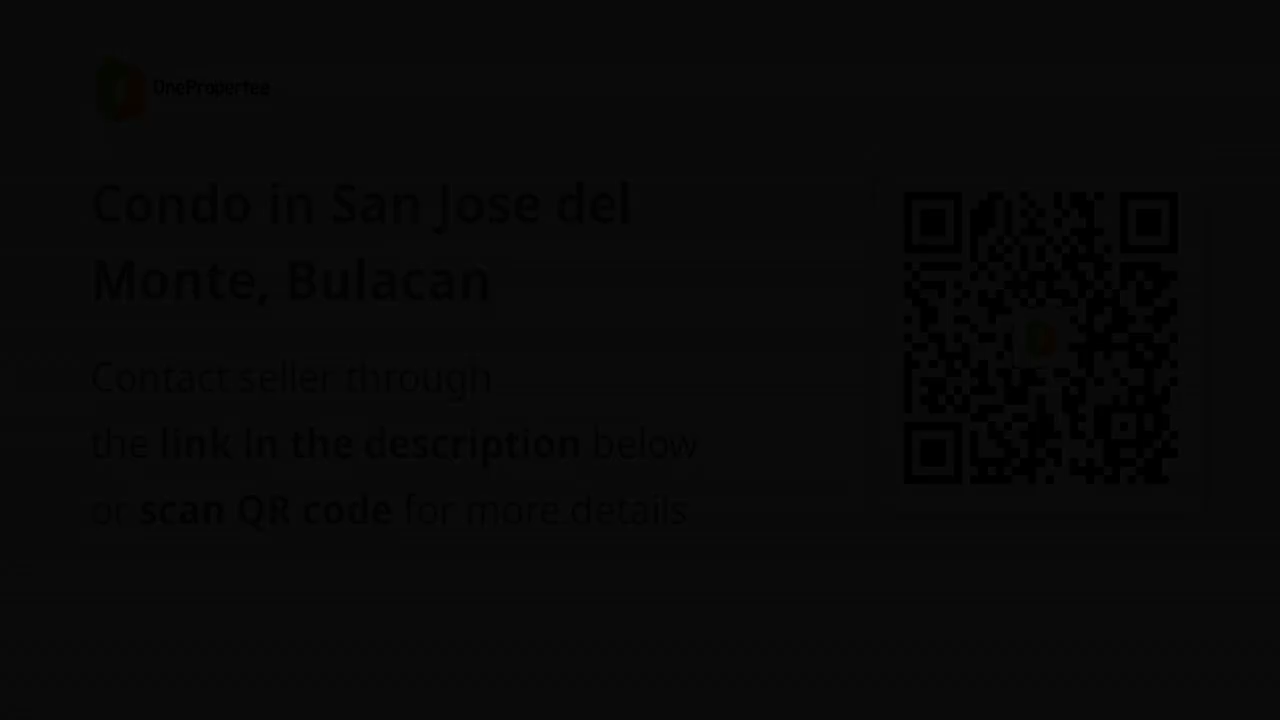 OnePropertee
Condo in San Jose del
Monte, Bulacan
Contact seller through
the link in the description below
or scan QR code for more details